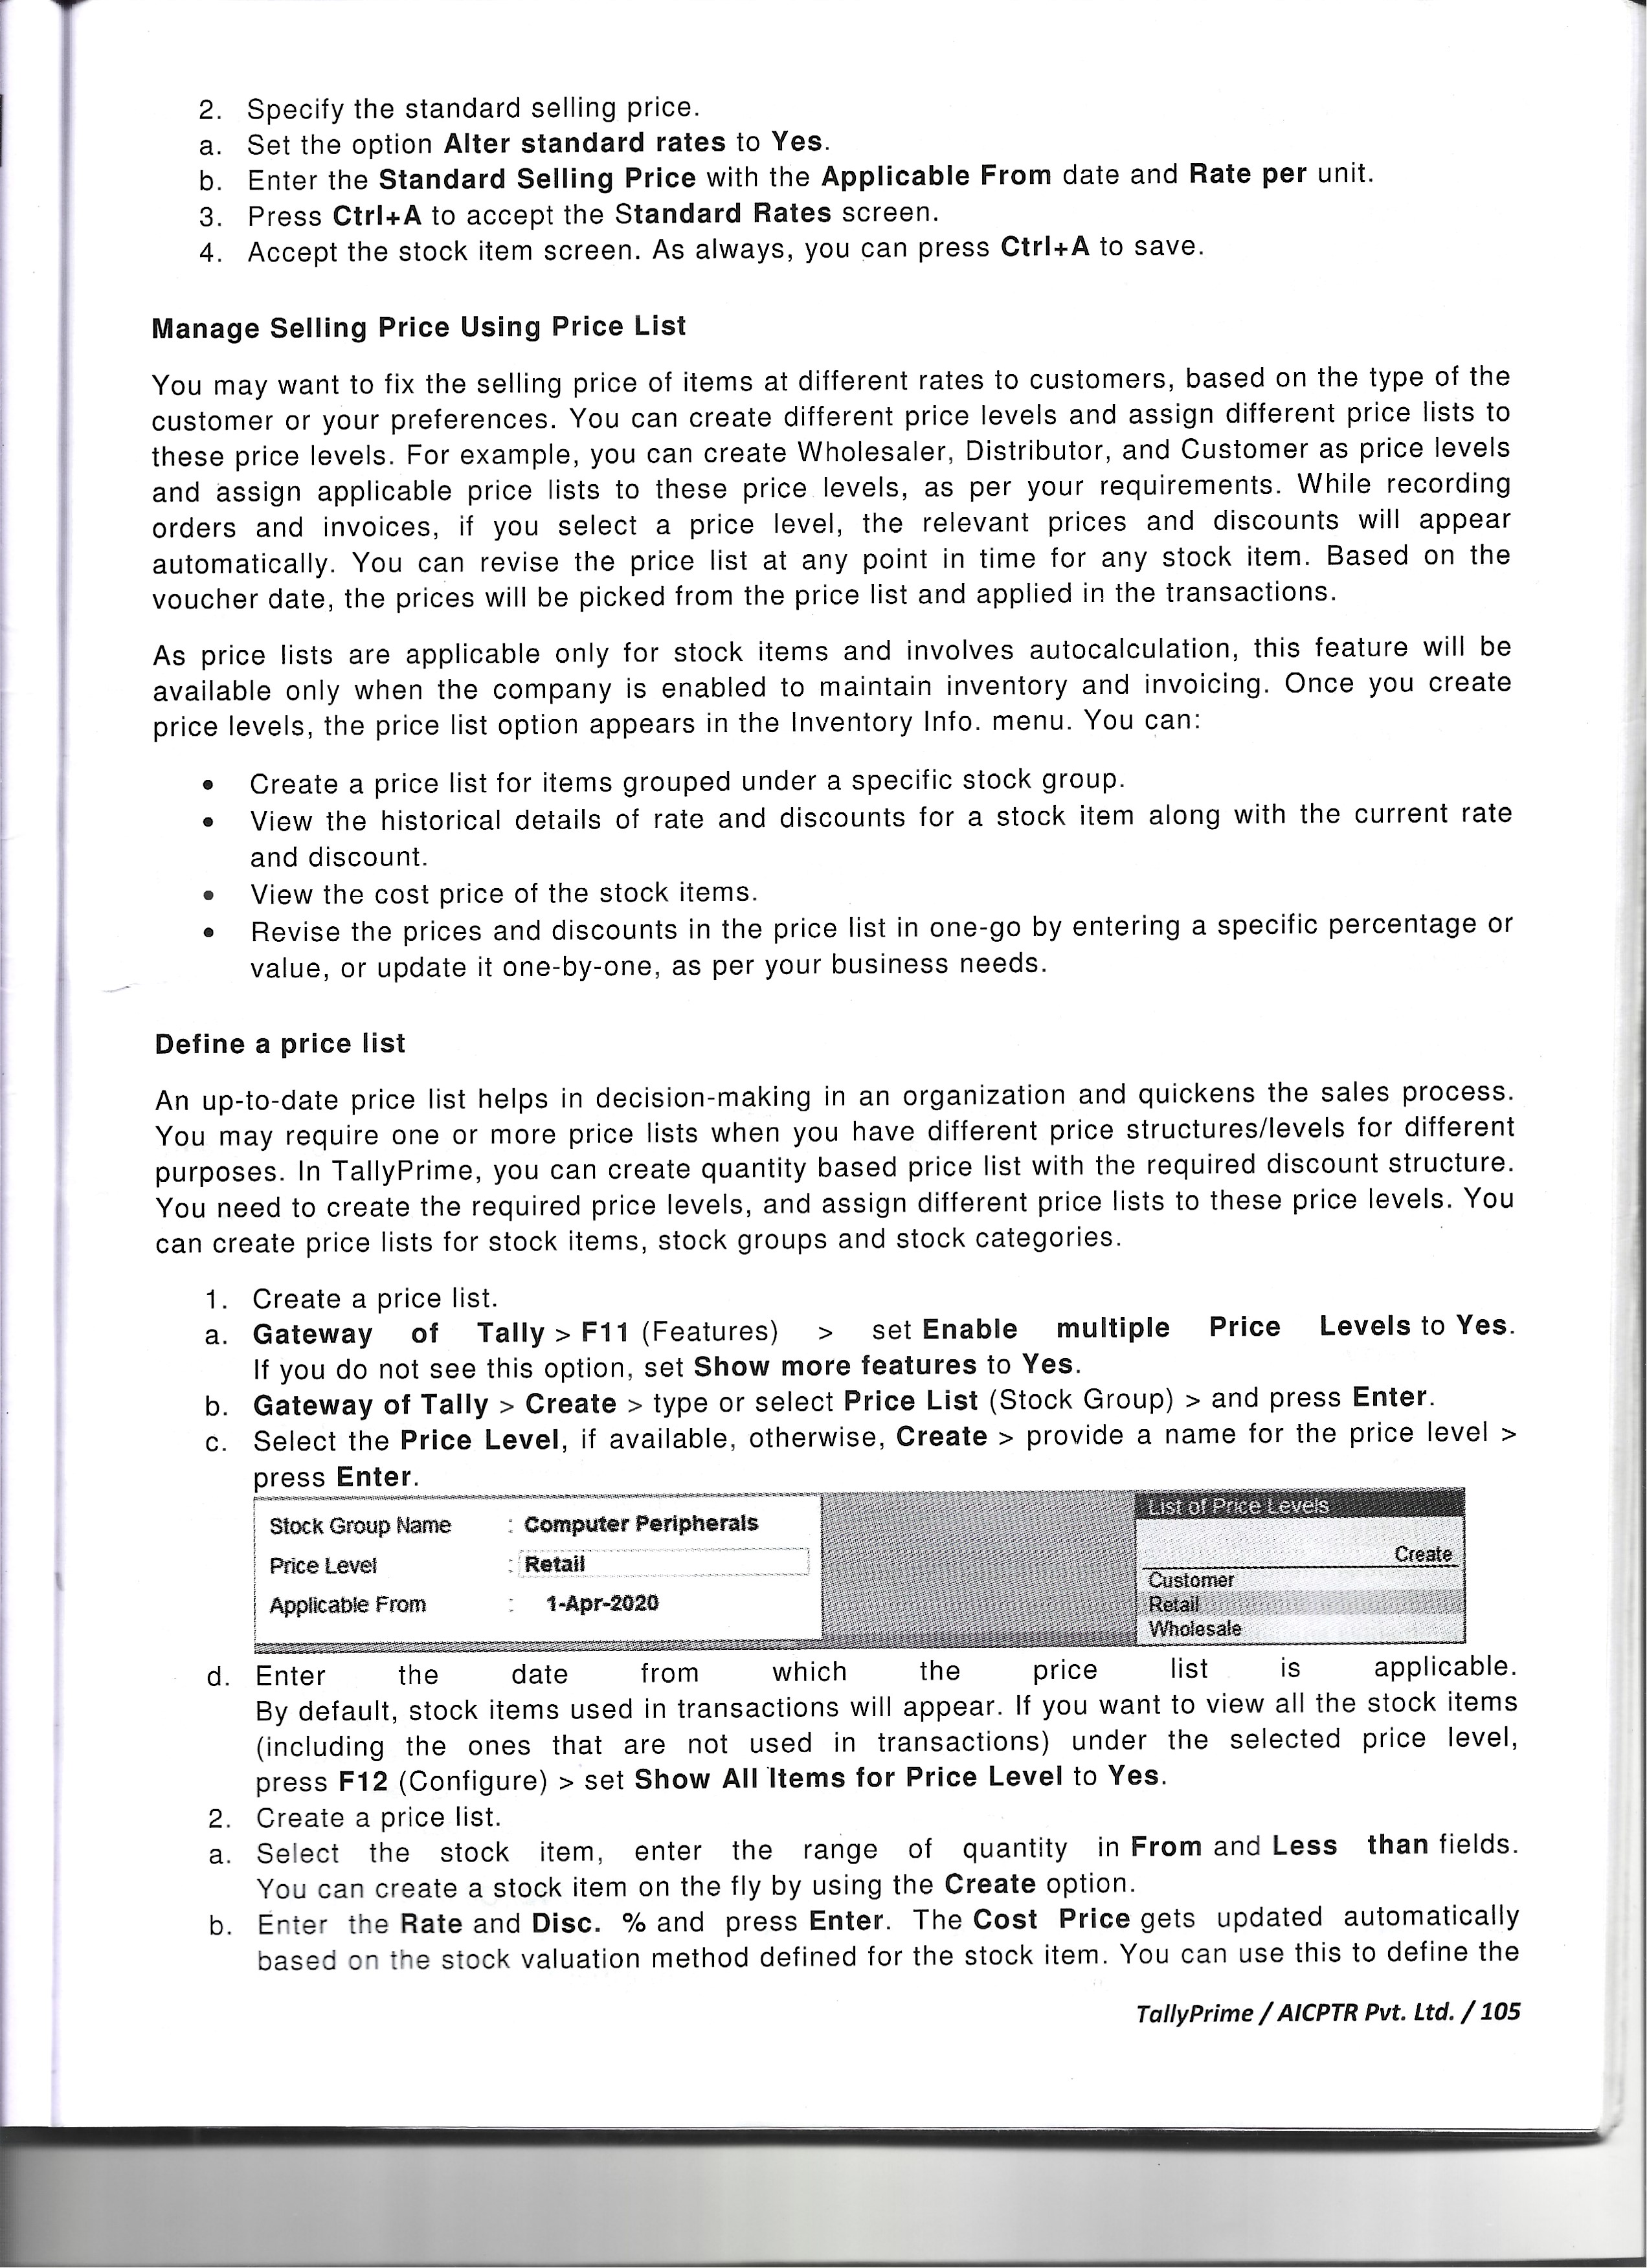 2. Specify the standard selling price.
a. Set the option Alter standard rates to Yes.
b. Enter the Standard Selling Price with the Applicable From date and Rate per unit.
3. Press Ctrl+A to accept the Standard Rates screen.
4. Accept the stock item screen. As always, you can press Ctrl+A to save.
Manage Selling Price Using Price List
You may want to fix the selling price of items at different rates to customers, based on the type of the
customer or your preferences. You can create different price levels and assign different price lists to
these price levels. For example, you can create Wholesaler, Distributor, and Customer as price levels
and assign applicable price lists to these price levels, as per your requirements. While recording
orders and invoices, if you select a price level, the relevant prices and discounts will appear
automatically. You can revise the price list at any point in time for any stock item. Based on the
voucher date, the prices will be picked from the price list and applied in the transactions.
As price lists are applicable only for stock items and involves autocalculation, this feature will be
available only when the company is enabled to maintain inventory and invoicing. Once you create
price levels, the price list option appears in the Inventory Info. menu. You can:
• Create a price list for items grouped under a specific stock group.
• View the historical details of rate and discounts for a stock item along with the current rate
and discount.
• View the cost price of the stock items.
• Revise the prices and discounts in the price list in one-go by entering a specific percentage or
value, or update it one-by-one, as per your business needs.
Define a price list
An up-to-date price list helps in decision-making in an organization and quickens the sales process.
You may require one or more price lists when you have different price structures/levels for different
purposes. In TallyPrime, you can create quantity based price list with the required discount structure.
You need to create the required price levels, and assign different price lists to these price levels. You
can create price lists for stock items, stock groups and stock categories.
1. Create a price list.
a. Gateway of Tally > F11 (Features) > set Enable multiple Price Levels to Yes.
If you do not see this option, set Show more features to Yes.
b. Gateway of Tally > Create > type or select Price List (Stock Group) > and press Enter.
c. Select the Price Level, if available, otherwise, Create > provide a name for the price level >
press Enter.
List of Price Levels
Stock Group Name : Computer Peripherals
Create
Price Level : Retail
Customer
Applicable From : 1-Apr-2020
Retail
Wholesale
d. Enter the date from which the price list is applicable.
By default, stock items used in transactions will appear. If you want to view all the stock items
(including the ones that are not used in transactions) under the selected price level,
press F12 (Configure) > set Show All Items for Price Level to Yes.
2. Create a price list.
a. Select the stock item, enter the range of quantity in From and Less than fields.
You can create a stock item on the fly by using the Create option.
b. Enter the Rate and Disc. % and press Enter. The Cost Price gets updated automatically
based on the stock valuation method defined for the stock item. You can use this to define the
TallyPrime / AICPTR Pvt. Ltd. / 105